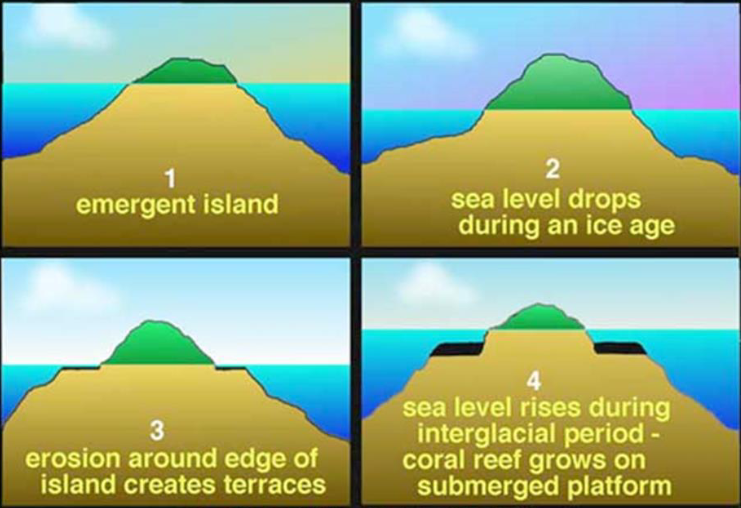 1
emergent island
2
sea level drops
during an ice age
3
erosion around edge of
island creates terraces
4
sea level rises during
interglacial period -
coral reef grows on
submerged platform